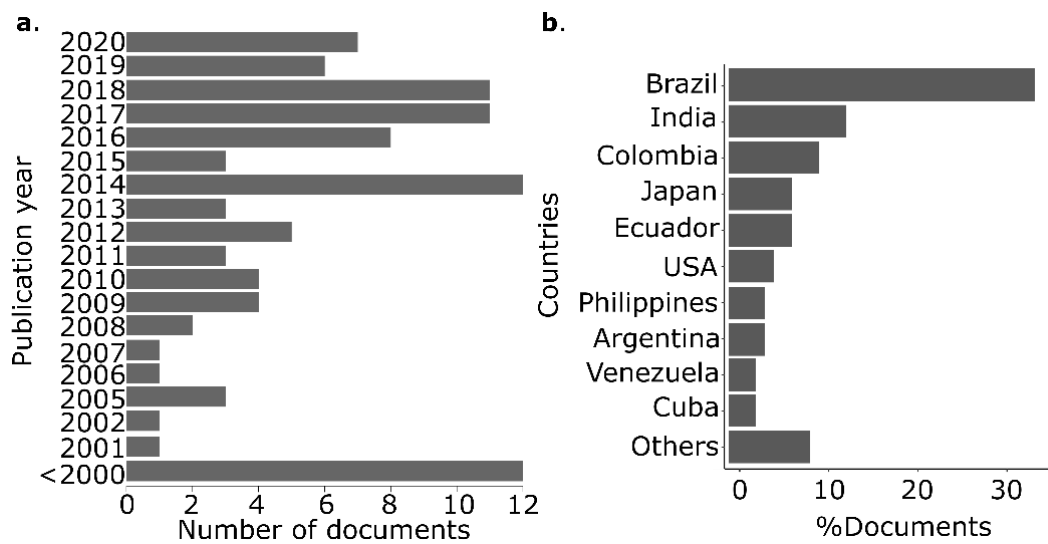 a.
Publication year
2020
2019
2018
2017
2016
2015
2014
2013
2012
2011
2010
2009
2008
2007
2006
2005
2002
2001
<2000
0 2 4 6 8 10 12
Number of documents
b.
Countries
Brazil
India
Colombia
Japan
Ecuador
USA
Philippines
Argentina
Venezuela
Cuba
Others
0 10 20 30
%Documents